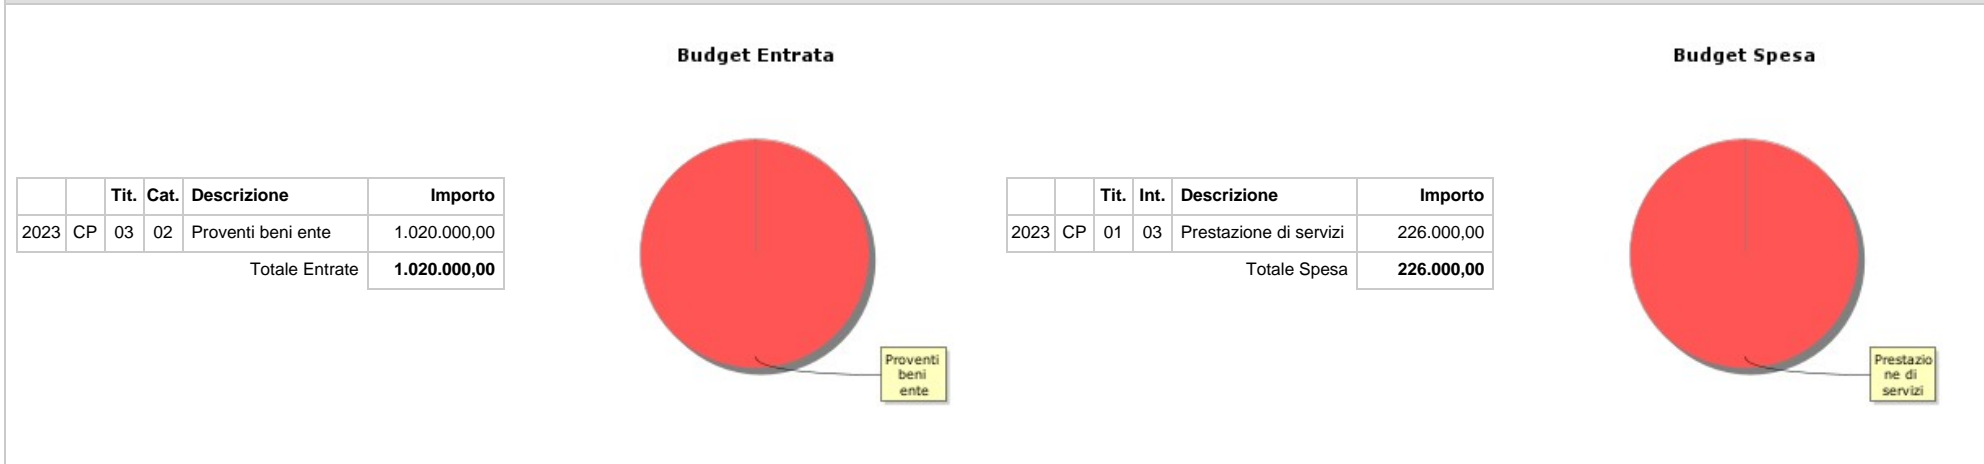 Budget Entrata
Tit. Cat. Descrizione Importo
2023 CP 03 02 Proventi beni ente 1.020.000,00
Totale Entrate 1.020.000,00
Proventi
beni
ente
Budget Spesa
Tit. Int. Descrizione Importo
2023 CP 01 03 Prestazione di servizi 226.000,00
Totale Spesa 226.000,00
Prestazio
ne di
servizi